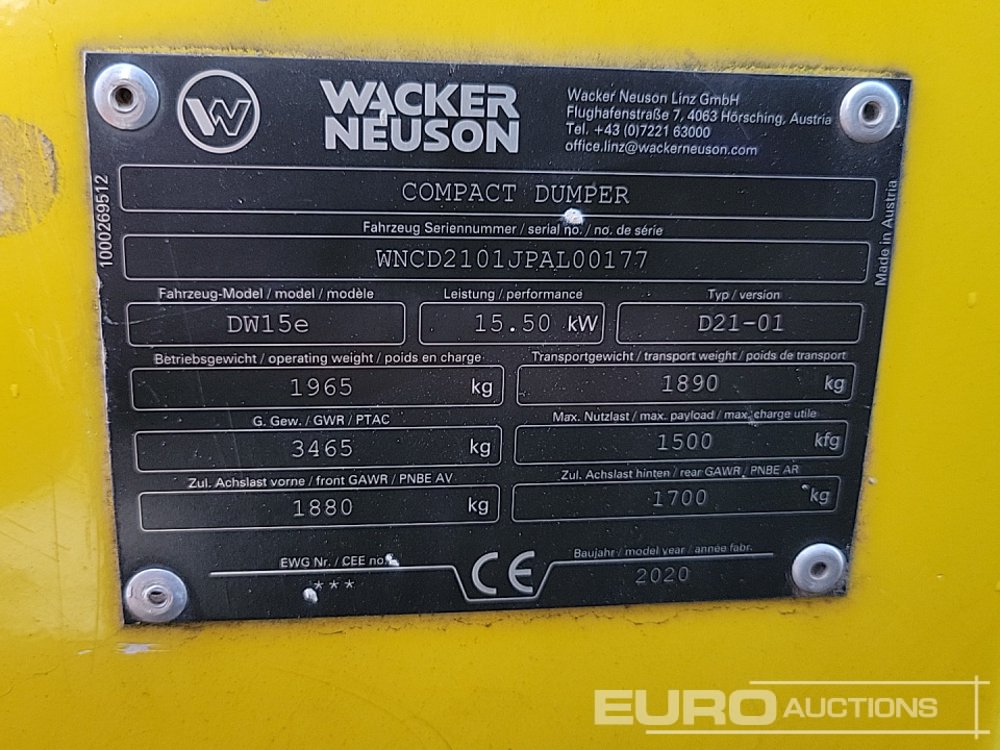 W
WACKER
NEUSON
Wacker Neuson Linz GmbH
Flughafenstraße 7, 4063 Hörsching, Austria
Tel. +43 (0)7221 63000
office.linz@wackerneuson.com
1000269512
COMPACT DUMPER
Made in Austria
Fahrzeug Seriennummer / serial no. / no. de série
WNCD2101JPAL00177
Fahrzeug-Model / model / modèle
Leistung / performance
Typ / version
DW15e
15.50 kW
D21-01
Betriebsgewicht / operating weight / poids en charge
Transportgewicht / transport weight / poids de transport
1965 kg
1890 kg
G. Gew. / GWR / PTAC
Max. Nutzlast / max. payload / max. charge utile
3465 kg
1500 kfg
Zul. Achslast vorne / front GAWR / PNBE AV
Zul. Achslast hinten / rear GAWR / PNBE AR
1880 kg
1700 kg
EWG Nr. / CEE no.
***
CE
Baujahr / model year / année fabr.
2020
EURO AUCTIONS